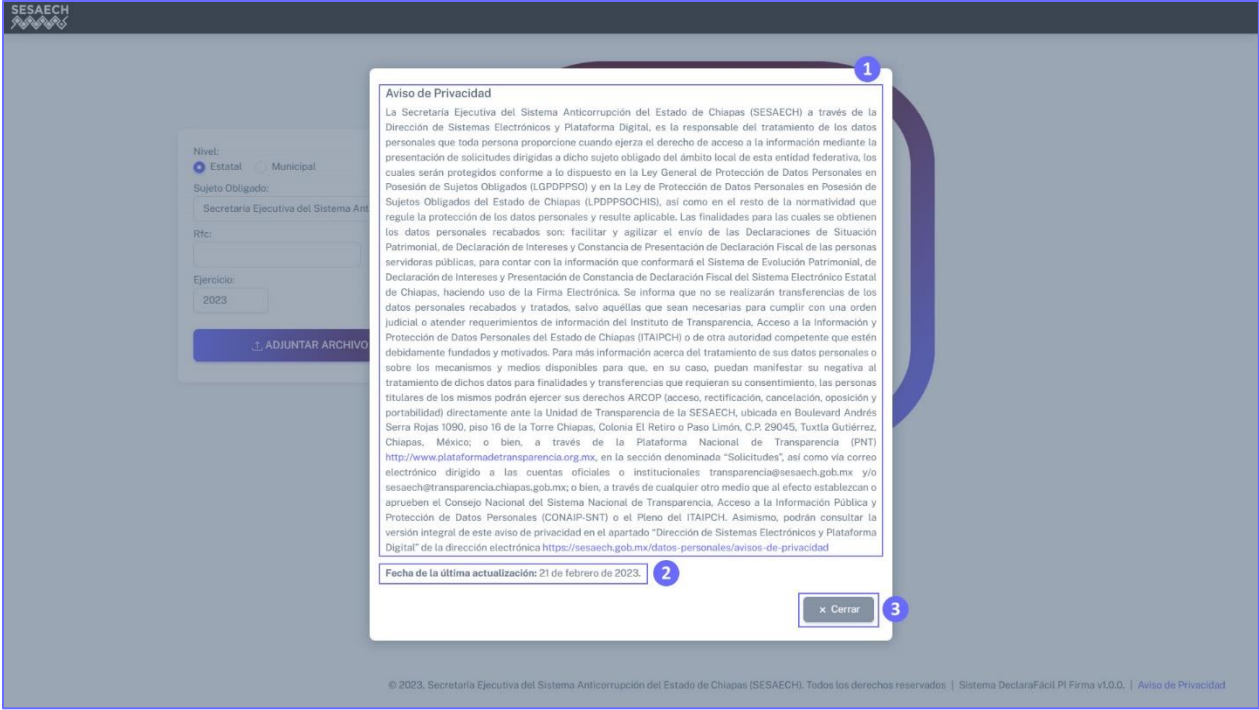 SESAECH
Nivel:
Estatal Municipal
Sujeto Obligado:
Secretaría Ejecutiva del Sistema Ant
Rfc:
Ejercicio:
2023
ADJUNTAR ARCHIVO
1
Aviso de Privacidad
La Secretaría Ejecutiva del Sistema Anticorrupción del Estado de Chiapas (SESAECH) a través de la
Dirección de Sistemas Electrónicos y Plataforma Digital, es la responsable del tratamiento de los datos
personales que toda persona proporcione cuando ejerza el derecho de acceso a la información mediante la
presentación de solicitudes dirigidas a dicho sujeto obligado del ámbito local de esta entidad federativa, los
cuales serán protegidos conforme a lo dispuesto en la Ley General de Protección de Datos Personales en
Posesión de Sujetos Obligados (LGPDPPSO) y en la Ley de Protección de Datos Personales en Posesión de
Sujetos Obligados del Estado de Chiapas (LPDPPSOCHIS), así como en el resto de la normatividad que
regule la protección de los datos personales y resulte aplicable. Las finalidades para las cuales se obtienen
los datos personales recabados son: facilitar y agilizar el envío de las Declaraciones de Situación
Patrimonial, de Declaración de Intereses y Constancia de Presentación de Declaración Fiscal de las personas
servidoras públicas, para contar con la información que conformará el Sistema de Evolución Patrimonial, de
Declaración de Intereses y Presentación de Constancia de Declaración Fiscal del Sistema Electrónico Estatal
de Chiapas, haciendo uso de la Firma Electrónica. Se informa que no se realizarán transferencias de los
datos personales recabados y tratados, salvo aquéllas que sean necesarias para cumplir con una orden
judicial o atender requerimientos de información del Instituto de Transparencia, Acceso a la Información y
Protección de Datos Personales del Estado de Chiapas (ITAIPCH) o de otra autoridad competente que estén
debidamente fundados y motivados. Para más información acerca del tratamiento de sus datos personales o
sobre los mecanismos y medios disponibles para que, en su caso, puedan manifestar su negativa al
tratamiento de dichos datos para finalidades y transferencias que requieran su consentimiento, las personas
titulares de los mismos podrán ejercer sus derechos ARCOP (acceso, rectificación, cancelación, oposición y
portabilidad) directamente ante la Unidad de Transparencia de la SESAECH, ubicada en Boulevard Andrés
Serra Rojas 1090, piso 16 de la Torre Chiapas, Colonia El Retiro o Paso Limón, C.P. 29045, Tuxtla Gutiérrez,
Chiapas, México; o bien, a través de la Plataforma Nacional de Transparencia (PNT)
http://www.plataformadetransparencia.org.mx, en la sección denominada "Solicitudes", así como vía correo
electrónico dirigido a las cuentas oficiales o institucionales transparencia@sesaech.gob.mx y/o
sesaech@transparencia.chiapas.gob.mx; o bien, a través de cualquier otro medio que al efecto establezcan o
aprueben el Consejo Nacional del Sistema Nacional de Transparencia, Acceso a la Información Pública y
Protección de Datos Personales (CONAIP-SNT) o el Pleno del ITAIPCH. Asimismo, podrán consultar la
versión integral de este aviso de privacidad en el apartado "Dirección de Sistemas Electrónicos y Plataforma
Digital" de la dirección electrónica https://sesaech.gob.mx/datos-personales/avisos-de-privacidad
Fecha de la última actualización: 21 de febrero de 2023. 2
× Cerrar 3
© 2023, Secretaría Ejecutiva del Sistema Anticorrupción del Estado de Chiapas (SESAECH). Todos los derechos reservados | Sistema DeclaraFácil PI Firma v1.0.0. | Aviso de Privacidad